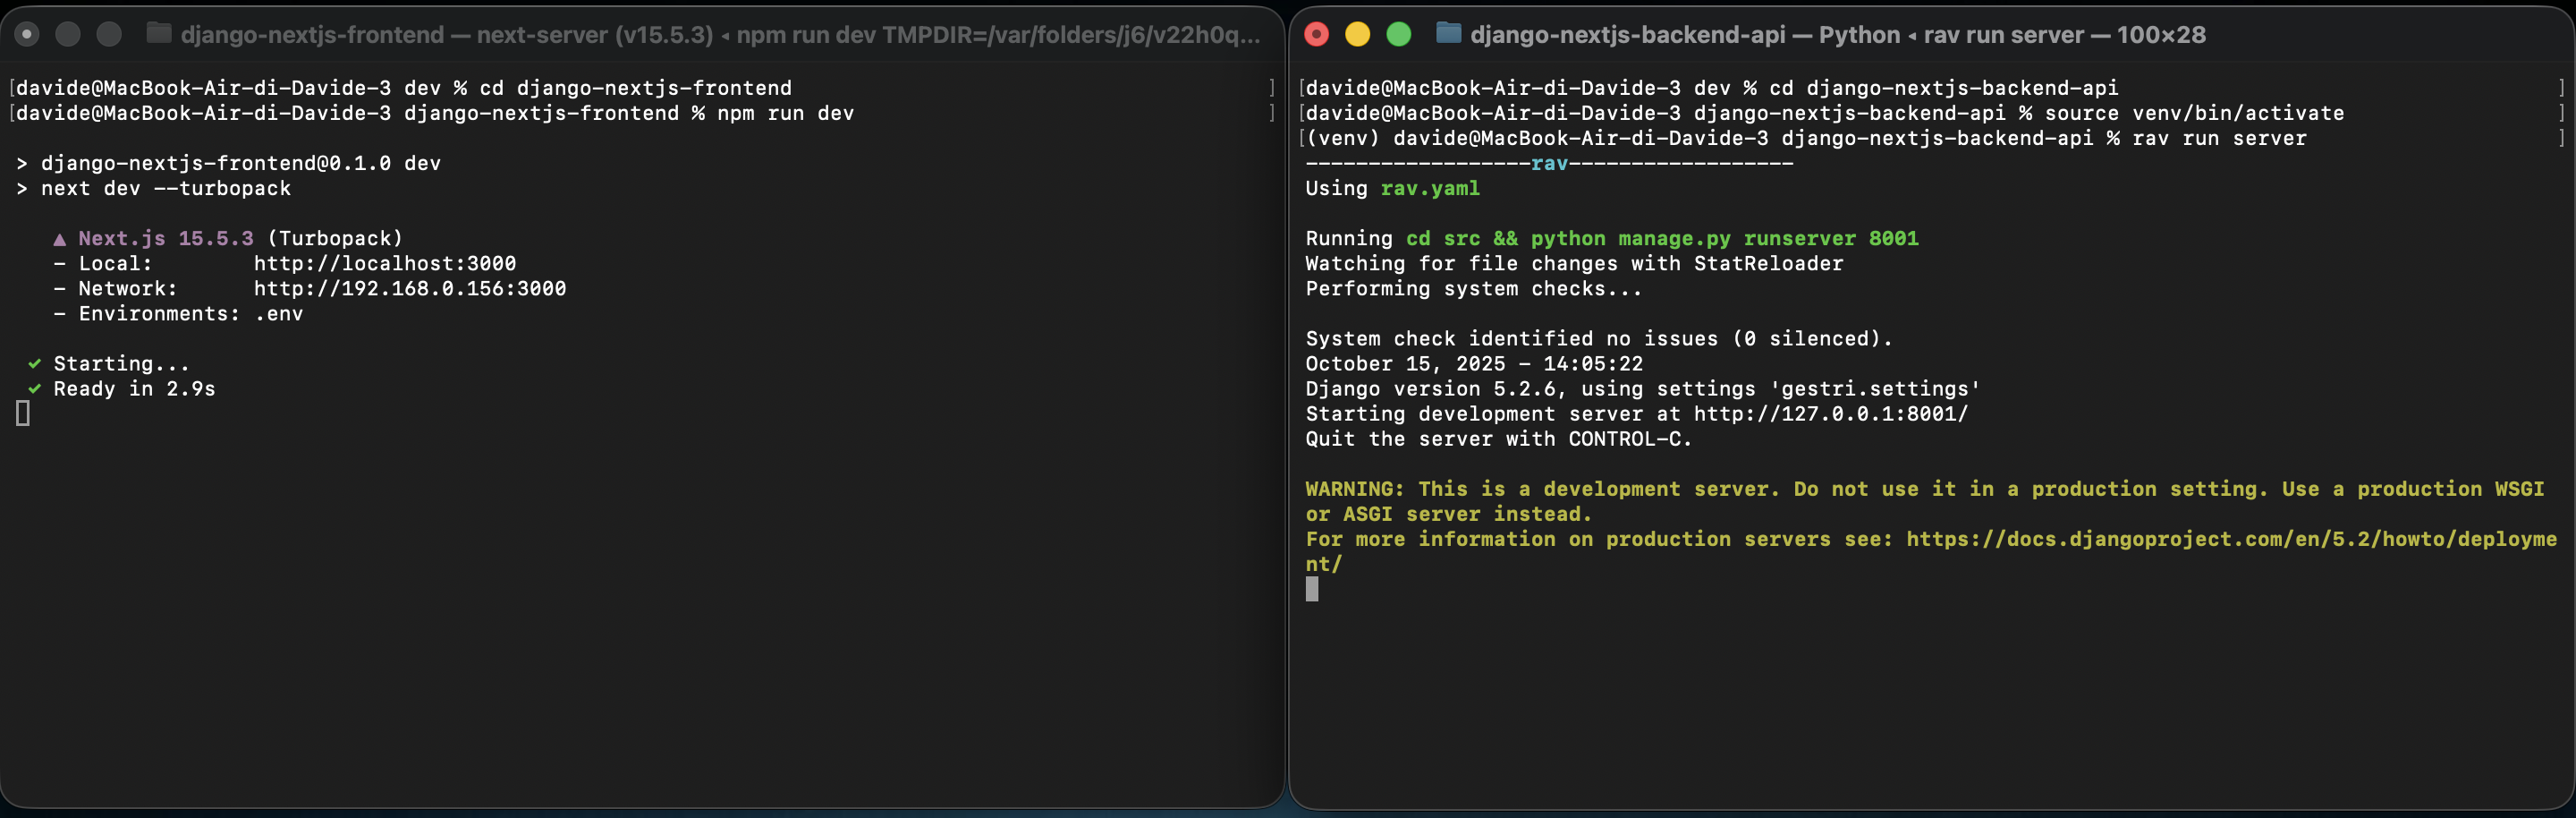 django-nextjs-frontend — next-server (v15.5.3) ◂ npm run dev TMPDIR=/var/folders/j6/v22h0q...
[davide@MacBook-Air-di-Davide-3 dev % cd django-nextjs-frontend ]
[davide@MacBook-Air-di-Davide-3 django-nextjs-frontend % npm run dev ]
> django-nextjs-frontend@0.1.0 dev
> next dev --turbopack
▲ Next.js 15.5.3 (Turbopack)
- Local: http://localhost:3000
- Network: http://192.168.0.156:3000
- Environments: .env
✓ Starting...
✓ Ready in 2.9s
django-nextjs-backend-api — Python ◂ rav run server — 100×28
[davide@MacBook-Air-di-Davide-3 dev % cd django-nextjs-backend-api ]
[davide@MacBook-Air-di-Davide-3 django-nextjs-backend-api % source venv/bin/activate ]
[(venv) davide@MacBook-Air-di-Davide-3 django-nextjs-backend-api % rav run server ]
------------------rav------------------
Using rav.yaml
Running cd src && python manage.py runserver 8001
Watching for file changes with StatReloader
Performing system checks...
System check identified no issues (0 silenced).
October 15, 2025 - 14:05:22
Django version 5.2.6, using settings 'gestri.settings'
Starting development server at http://127.0.0.1:8001/
Quit the server with CONTROL-C.
WARNING: This is a development server. Do not use it in a production setting. Use a production WSGI
or ASGI server instead.
For more information on production servers see: https://docs.djangoproject.com/en/5.2/howto/deployme
nt/